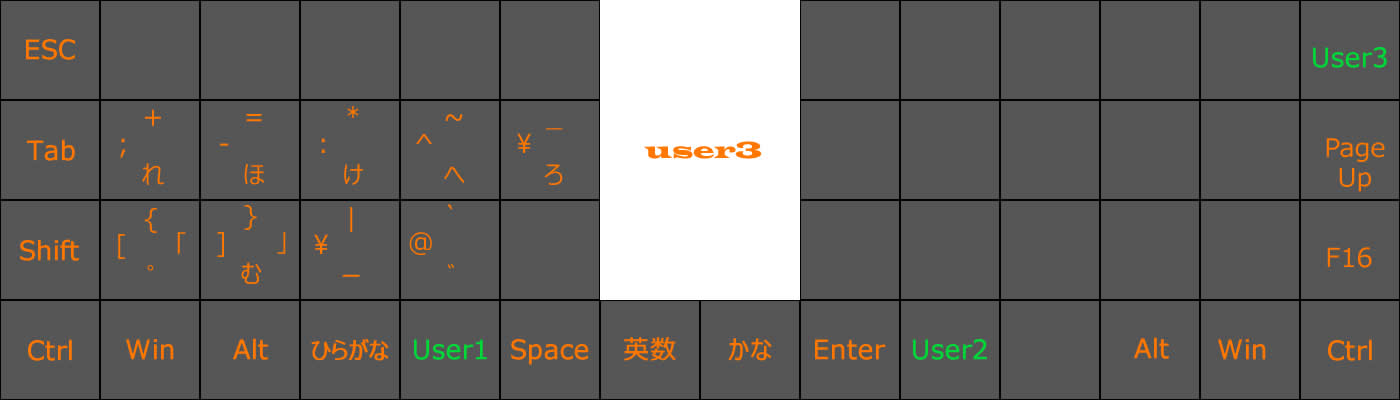 ESC
User3
Tab
+
;
れ
=
-
ほ
*
:
け
~
^
へ
_
¥
ろ
user3
Page
Up
Shift
{
[ 「
°
}
] 」
む
|
¥
ー
`
@
゛
F16
Ctrl
Win
Alt
ひらがな
User1
Space
英数
かな
Enter
User2
Alt
Win
Ctrl